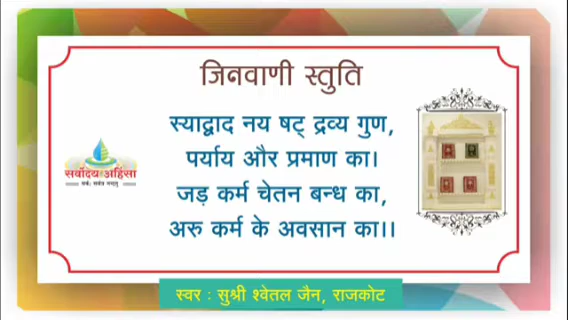 जिनवाणी स्तुति
स्याद्वाद नय षट् द्रव्य गुण,
पर्याय और प्रमाण का।
जड़ कर्म चेतन बन्ध का,
अरु कर्म के अवसान का।।
सर्वोदय अहिंसा
स्वर : सुश्री श्वेतल जैन, राजकोट